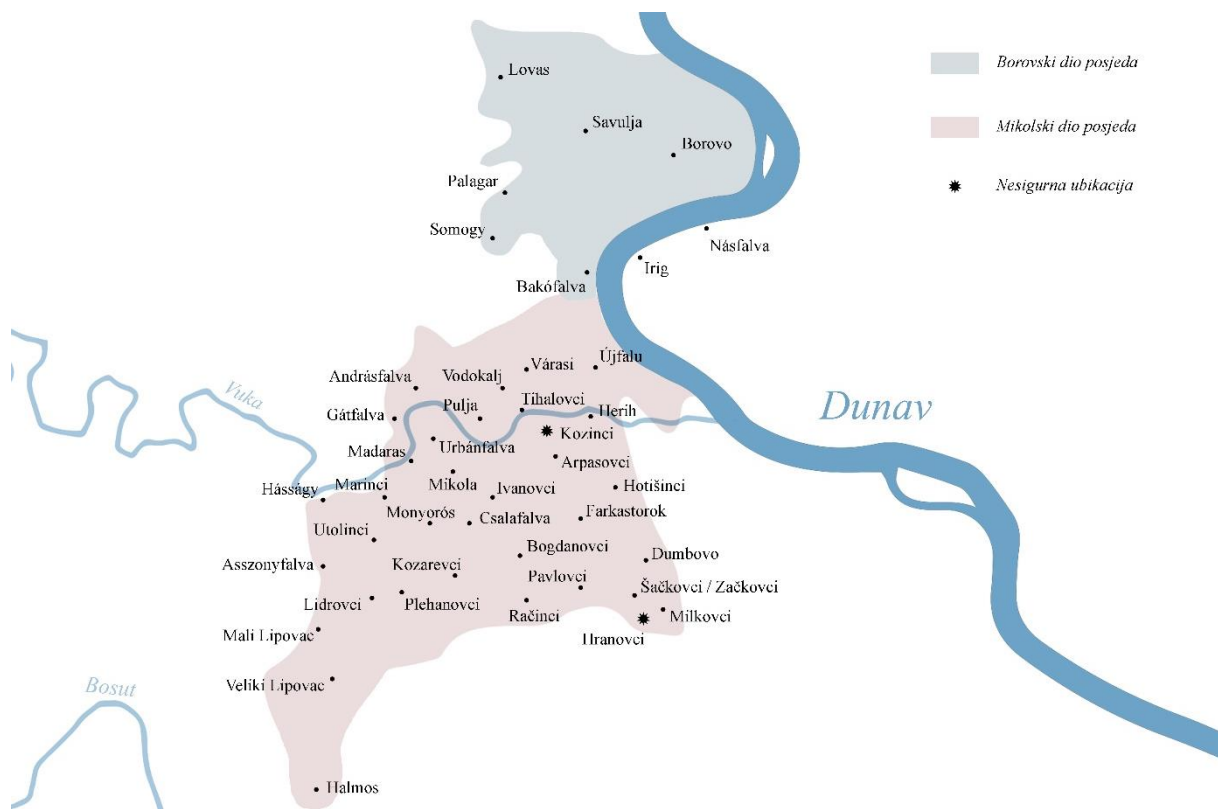 Lovas
Borovski dio posjeda
Savulja
Mikolski dio posjeda
Borovo
Palagar
Nesigurna ubikacija
Somogy
Násfalva
Irig
Bakófalva
Újfalu
Várasi
Andrásfalva
Vodokalj
Vuka
Dunav
Gátfalva
Pulja
Tihalovci
Herih
Kozinci
Urbánfalva
Madaras
Arpasovci
Mikola
Marinci
Ivanovci
Hotišinci
Hásságy
Monyorós
Csalafalva
Farkastorok
Utolinci
Bogdanovci
Dumbovo
Asszonyfalva
Kozarevci
Pavlovci
Šačkovci / Začkovci
Lidrovci
Plehanovci
Račinci
Milkovci
Mali Lipovac
Hranovci
Veliki Lipovac
Bosut
Halmos